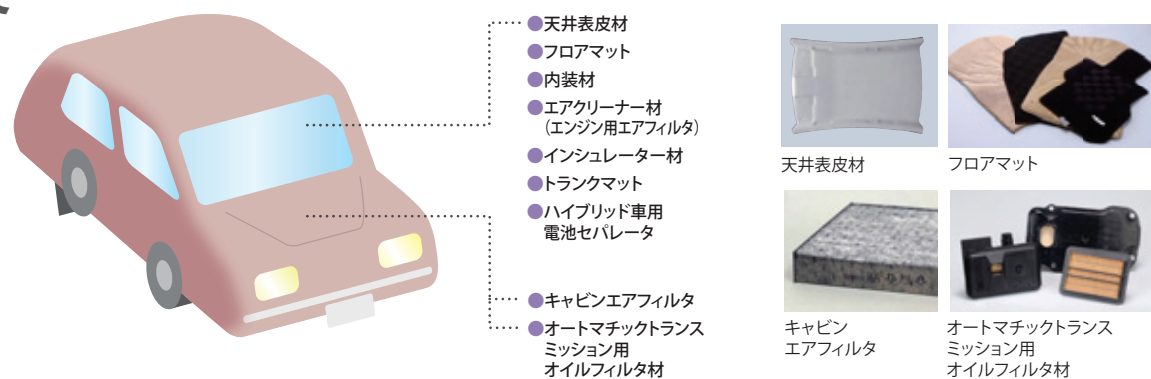 ●天井表皮材
●フロアマット
●内装材
●エアクリーナー材
(エンジン用エアフィルタ)
●インシュレーター材
●トランクマット
●ハイブリッド車用
電池セパレータ
●キャビンエアフィルタ
●オートマチックトランス
ミッション用
オイルフィルタ材
天井表皮材
フロアマット
キャビン
エアフィルタ
オートマチックトランス
ミッション用
オイルフィルタ材